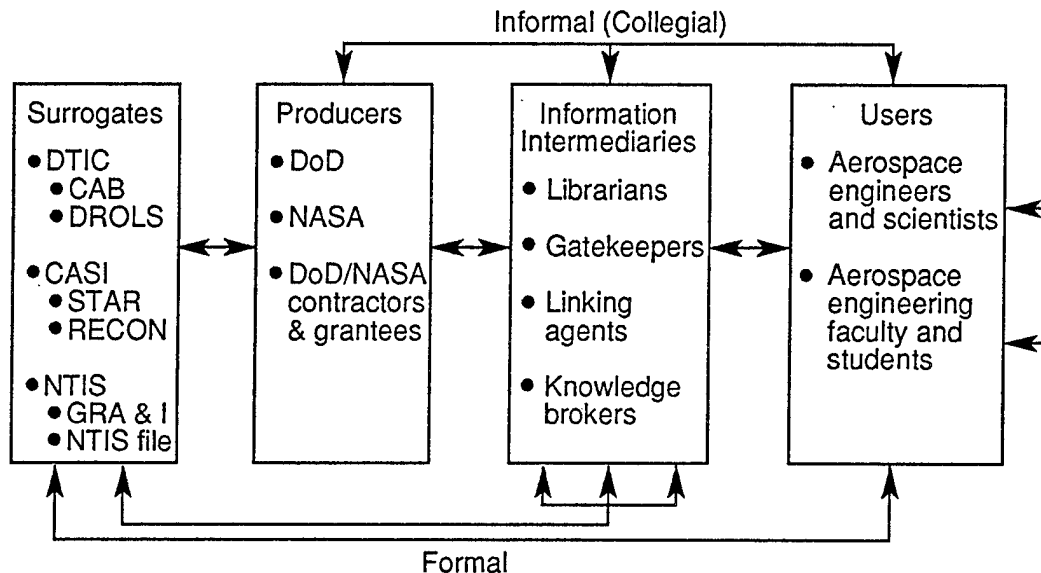 Informal (Collegial)
Surrogates
• DTIC
• CAB
• DROLS
• CASI
• STAR
• RECON
• NTIS
• GRA & I
• NTIS file
Producers
• DoD
• NASA
• DoD/NASA
contractors
& grantees
Information
Intermediaries
• Librarians
• Gatekeepers
• Linking
agents
• Knowledge
brokers
Users
• Aerospace
engineers
and scientists
• Aerospace
engineering
faculty and
students
Formal